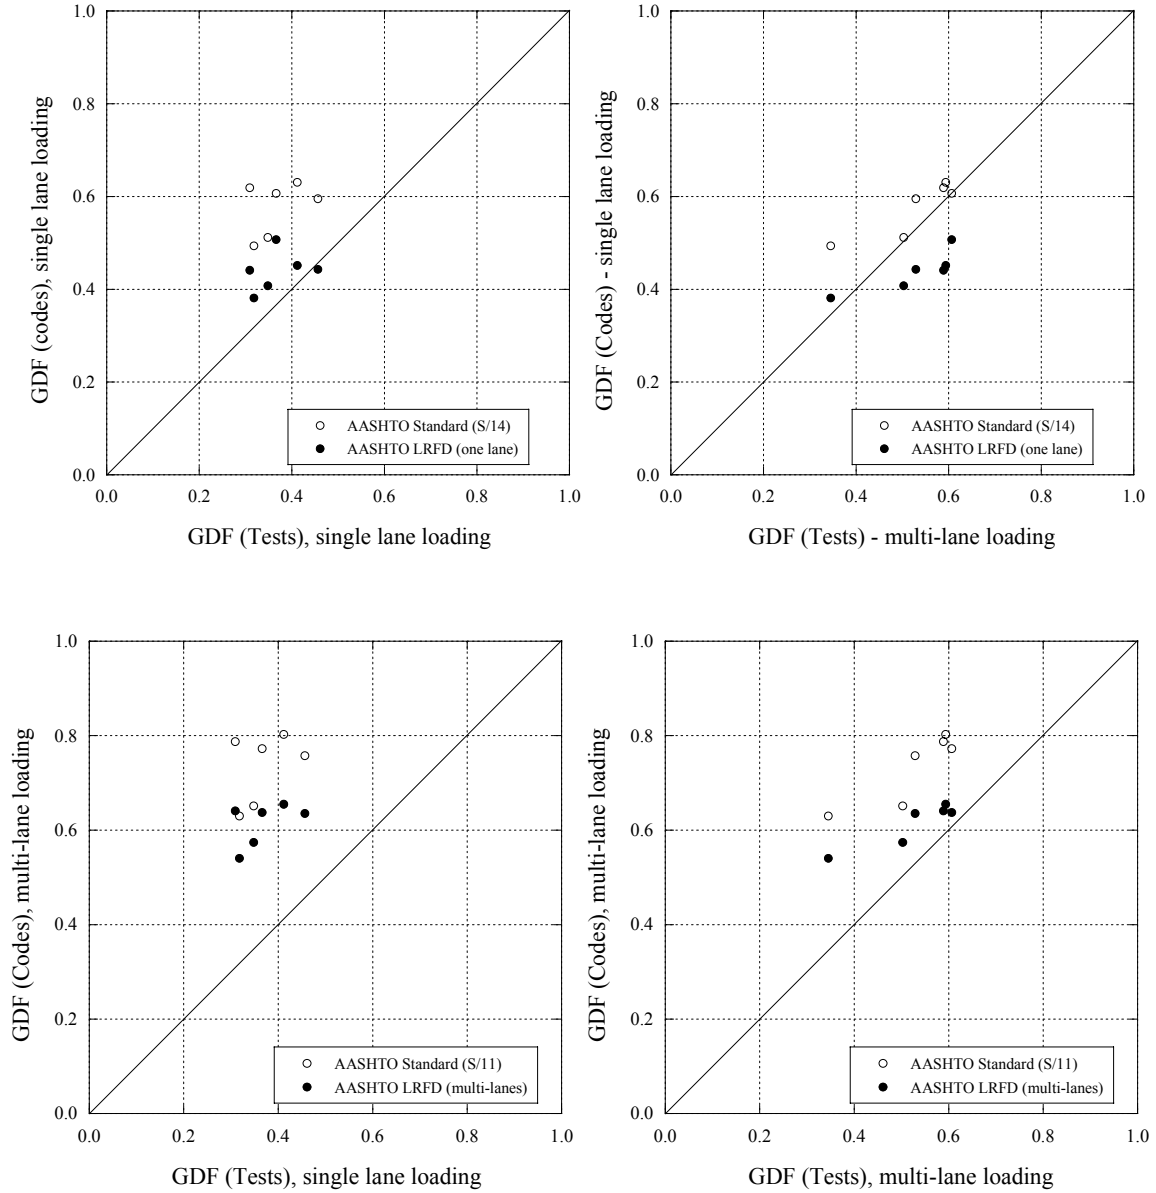 1.0
0.8
0.6
0.4
0.2
0.0
GDF (codes), single lane loading
AASHTO Standard (S/14)
AASHTO LRFD (one lane)
0.0 0.2 0.4 0.6 0.8 1.0
GDF (Tests), single lane loading
1.0
0.8
0.6
0.4
0.2
0.0
GDF (Codes) - single lane loading
AASHTO Standard (S/14)
AASHTO LRFD (one lane)
0.0 0.2 0.4 0.6 0.8 1.0
GDF (Tests) - multi-lane loading
1.0
0.8
0.6
0.4
0.2
0.0
GDF (Codes), multi-lane loading
AASHTO Standard (S/11)
AASHTO LRFD (multi-lanes)
0.0 0.2 0.4 0.6 0.8 1.0
GDF (Tests), single lane loading
1.0
0.8
0.6
0.4
0.2
0.0
GDF (Codes), multi-lane loading
AASHTO Standard (S/11)
AASHTO LRFD (multi-lanes)
0.0 0.2 0.4 0.6 0.8 1.0
GDF (Tests), multi-lane loading